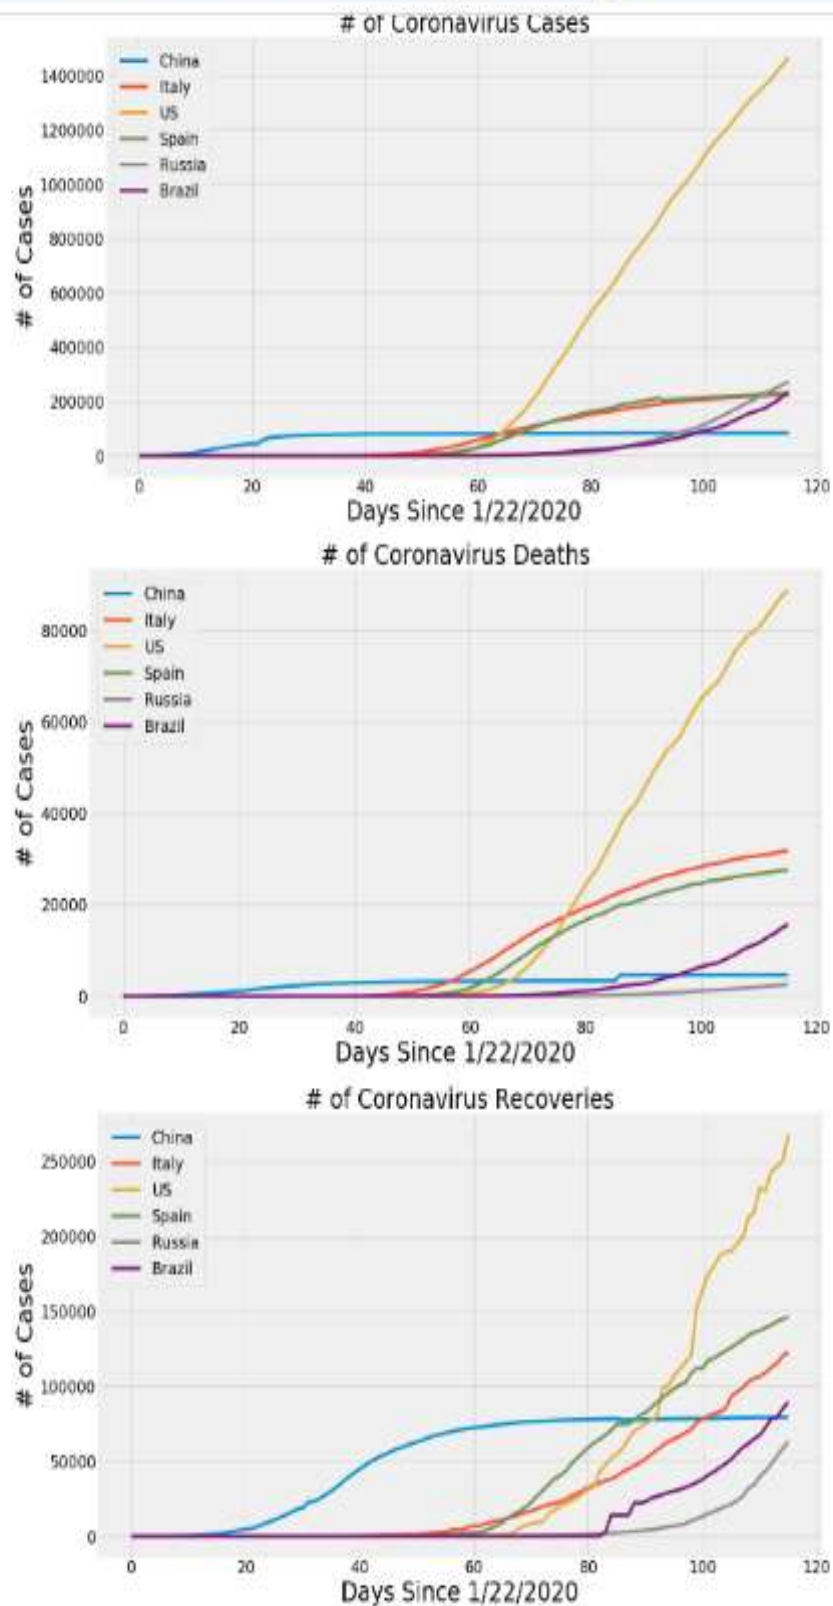 # of Coronavirus Cases
China
Italy
US
Spain
Russia
Brazil
# of Cases
1400000
1200000
1000000
800000
600000
400000
200000
0
0 20 40 60 80 100 120
Days Since 1/22/2020
# of Coronavirus Deaths
China
Italy
US
Spain
Russia
Brazil
# of Cases
80000
60000
40000
20000
0
0 20 40 60 80 100 120
Days Since 1/22/2020
# of Coronavirus Recoveries
China
Italy
US
Spain
Russia
Brazil
# of Cases
250000
200000
150000
100000
50000
0
0 20 40 60 80 100 120
Days Since 1/22/2020